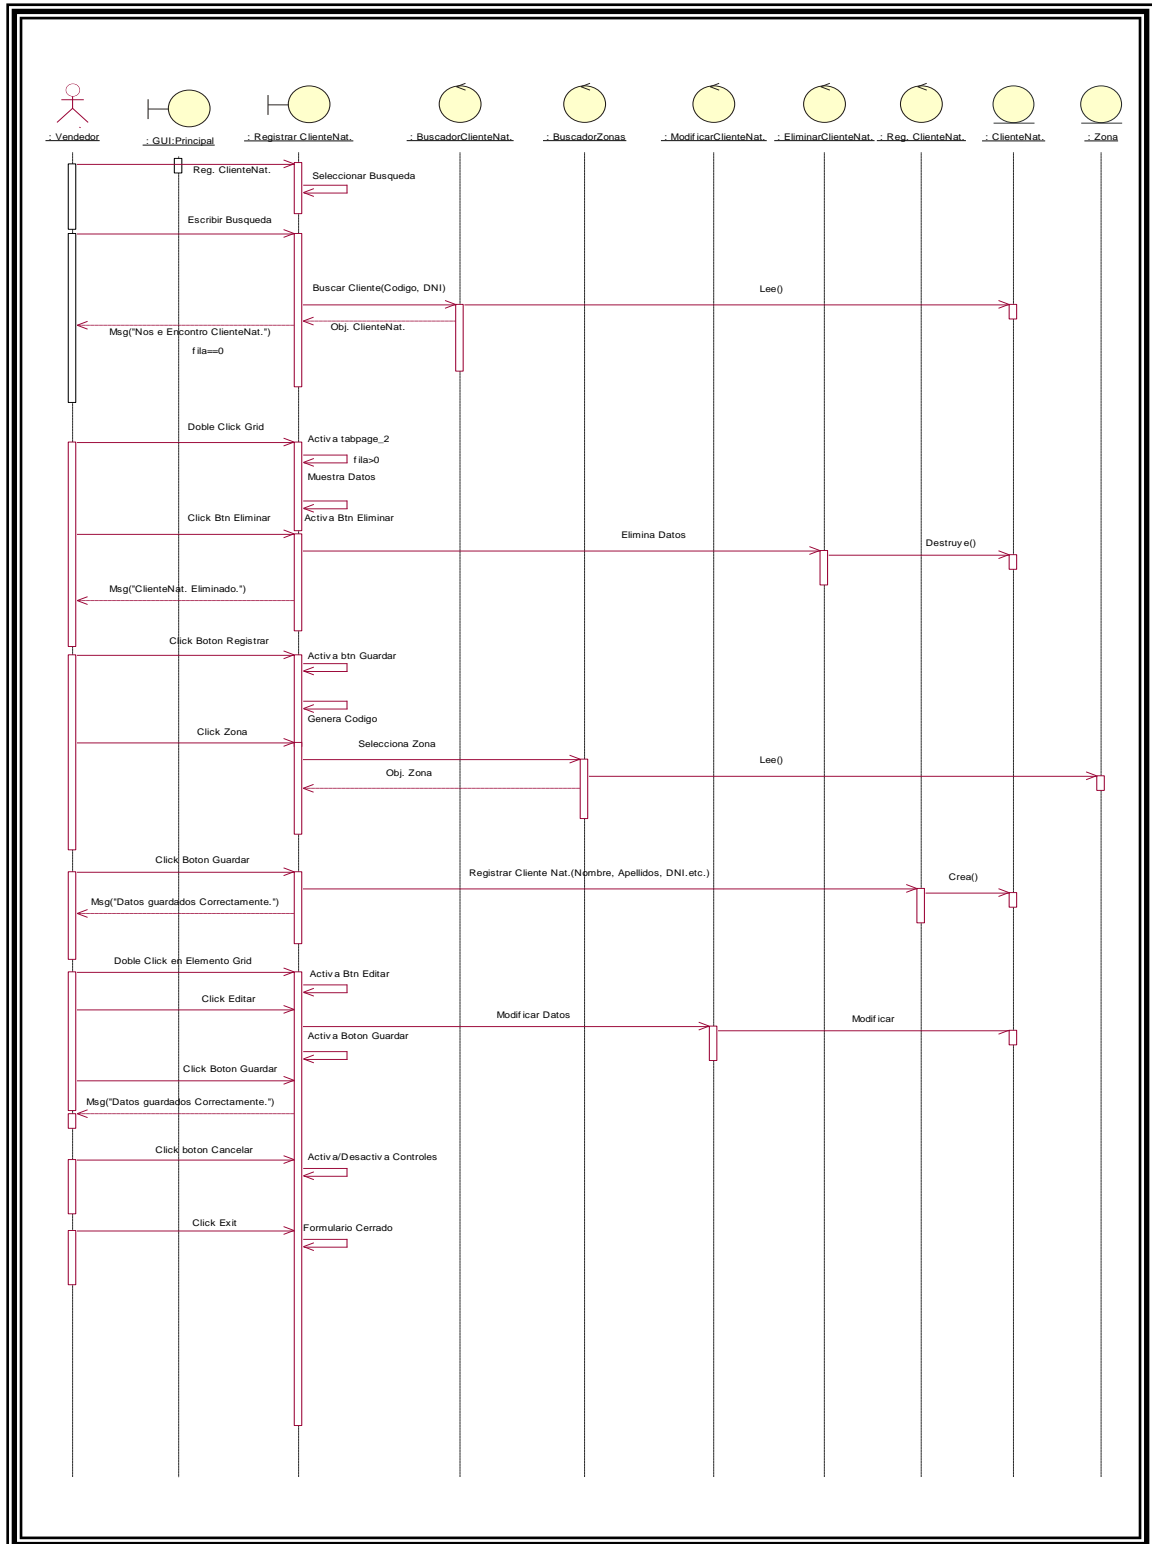 : Vendedor
: GUI:Principal
: Registrar ClienteNat.
: BuscadorClienteNat.
: BuscadorZonas
: ModificarClienteNat.
: EliminarClienteNat.
: Reg. ClienteNat.
: ClienteNat.
: Zona
Reg. ClienteNat.
Seleccionar Busqueda
Escribir Busqueda
Buscar Cliente(Codigo, DNI)
Lee()
Obj. ClienteNat.
Msg("Nos e Encontro ClienteNat.")
fila==0
Doble Click Grid
Activa tabpage_2
fila>0
Muestra Datos
Click Btn Eliminar
Activa Btn Eliminar
Elimina Datos
Destruye()
Msg("ClienteNat. Eliminado.")
Click Boton Registrar
Activa btn Guardar
Genera Codigo
Click Zona
Selecciona Zona
Lee()
Obj. Zona
Click Boton Guardar
Registrar Cliente Nat.(Nombre, Apellidos, DNI.etc.)
Crea()
Msg("Datos guardados Correctamente.")
Doble Click en Elemento Grid
Activa Btn Editar
Click Editar
Modificar Datos
Modificar
Activa Boton Guardar
Click Boton Guardar
Msg("Datos guardados Correctamente.")
Click boton Cancelar
Activa/Desactiva Controles
Click Exit
Formulario Cerrado